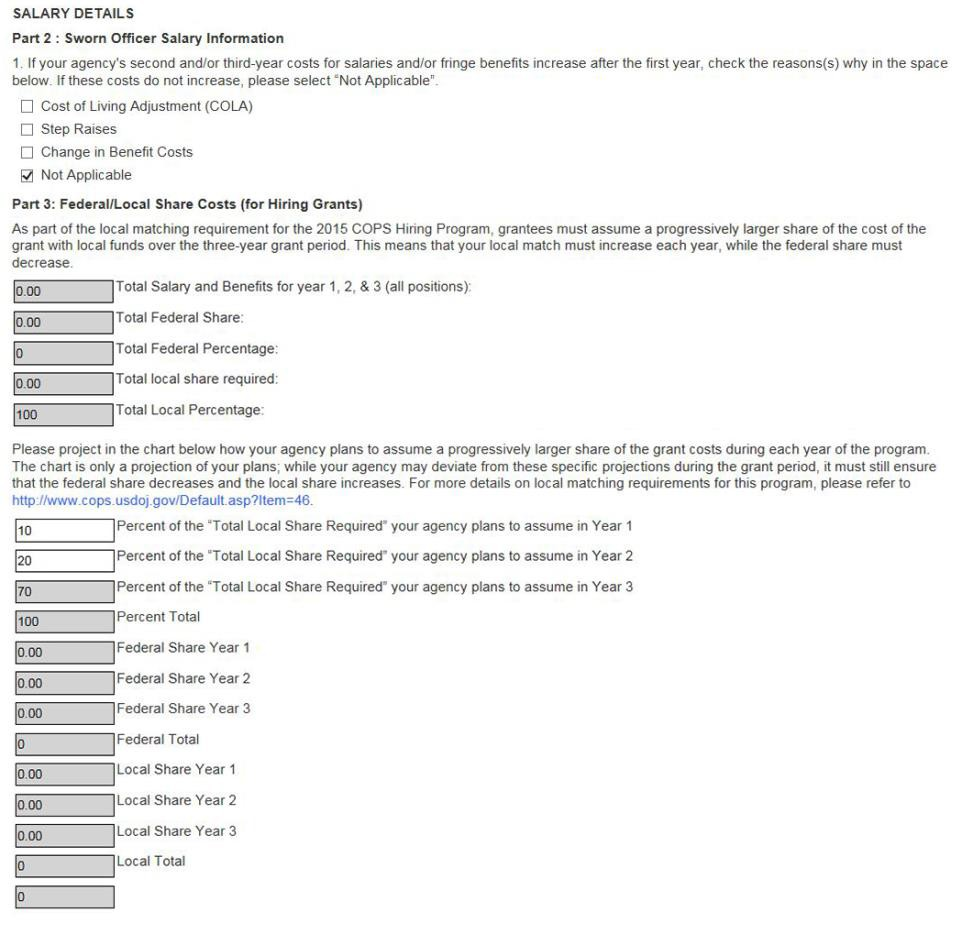 SALARY DETAILS
Part 2 : Sworn Officer Salary Information
1. If your agency's second and/or third-year costs for salaries and/or fringe benefits increase after the first year, check the reasons(s) why in the space
below. If these costs do not increase, please select "Not Applicable".
Cost of Living Adjustment (COLA)
Step Raises
Change in Benefit Costs
Not Applicable
Part 3: Federal/Local Share Costs (for Hiring Grants)
As part of the local matching requirement for the 2015 COPS Hiring Program, grantees must assume a progressively larger share of the cost of the
grant with local funds over the three-year grant period. This means that your local match must increase each year, while the federal share must
decrease.
0.00 Total Salary and Benefits for year 1, 2, & 3 (all positions):
0.00 Total Federal Share:
0 Total Federal Percentage:
0.00 Total local share required:
100 Total Local Percentage:
Please project in the chart below how your agency plans to assume a progressively larger share of the grant costs during each year of the program.
The chart is only a projection of your plans; while your agency may deviate from these specific projections during the grant period, it must still ensure
that the federal share decreases and the local share increases. For more details on local matching requirements for this program, please refer to
http://www.cops.usdoj.gov/Default.asp?Item=46.
10 Percent of the "Total Local Share Required" your agency plans to assume in Year 1
20 Percent of the "Total Local Share Required" your agency plans to assume in Year 2
70 Percent of the "Total Local Share Required" your agency plans to assume in Year 3
100 Percent Total
0.00 Federal Share Year 1
0.00 Federal Share Year 2
0.00 Federal Share Year 3
0 Federal Total
0.00 Local Share Year 1
0.00 Local Share Year 2
0.00 Local Share Year 3
0 Local Total
0